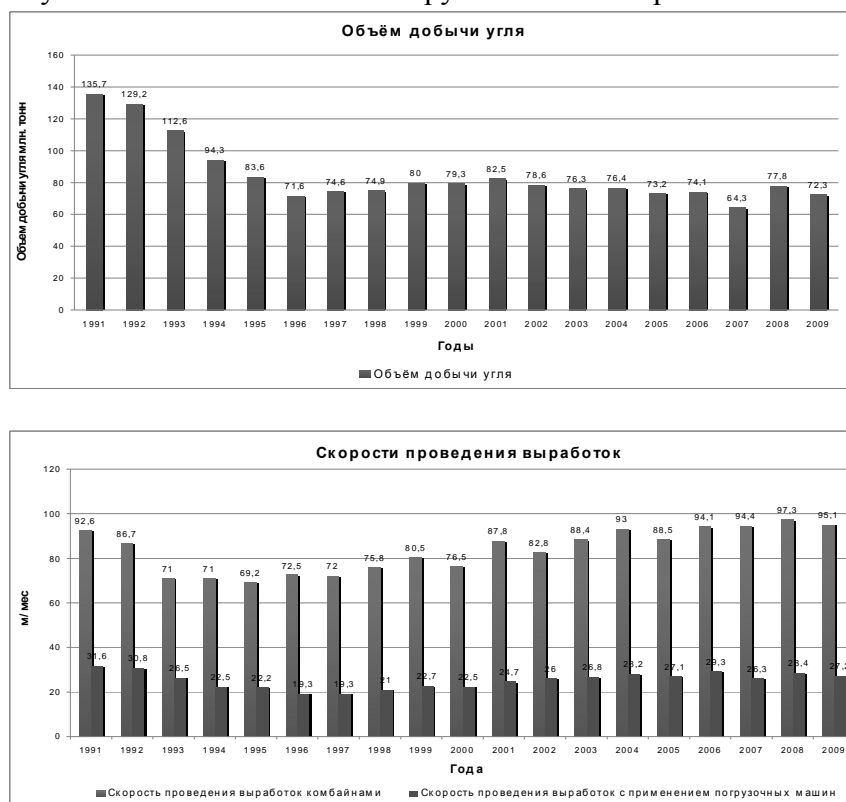 Объём добычи угля
Объем добычи угля млн. тонн
160
140
120
100
80
60
40
20
0
135,7 129,2 112,6 94,3 83,6 71,6 74,6 74,9 80 79,3 82,5 78,6 76,3 76,4 73,2 74,1 64,3 77,8 72,3
1991 1992 1993 1994 1995 1996 1997 1998 1999 2000 2001 2002 2003 2004 2005 2006 2007 2008 2009
Годы
Объём добычи угля
Скорости проведения выработок
м/ мес
120
100
80
60
40
20
0
92,6 86,7 71 71 69,2 72,5 72 75,8 80,5 76,5 87,8 82,8 88,4 93 88,5 94,1 94,4 97,3 95,1
31,6 30,8 26,5 22,5 22,2 19,3 19,3 21 22,7 22,5 24,7 26 26,8 28,2 27,1 29,3 26,3 28,4 27,2
1991 1992 1993 1994 1995 1996 1997 1998 1999 2000 2001 2002 2003 2004 2005 2006 2007 2008 2009
Года
Скорость проведения выработок комбайнами Скорость проведения выработок с применением погрузочных машин